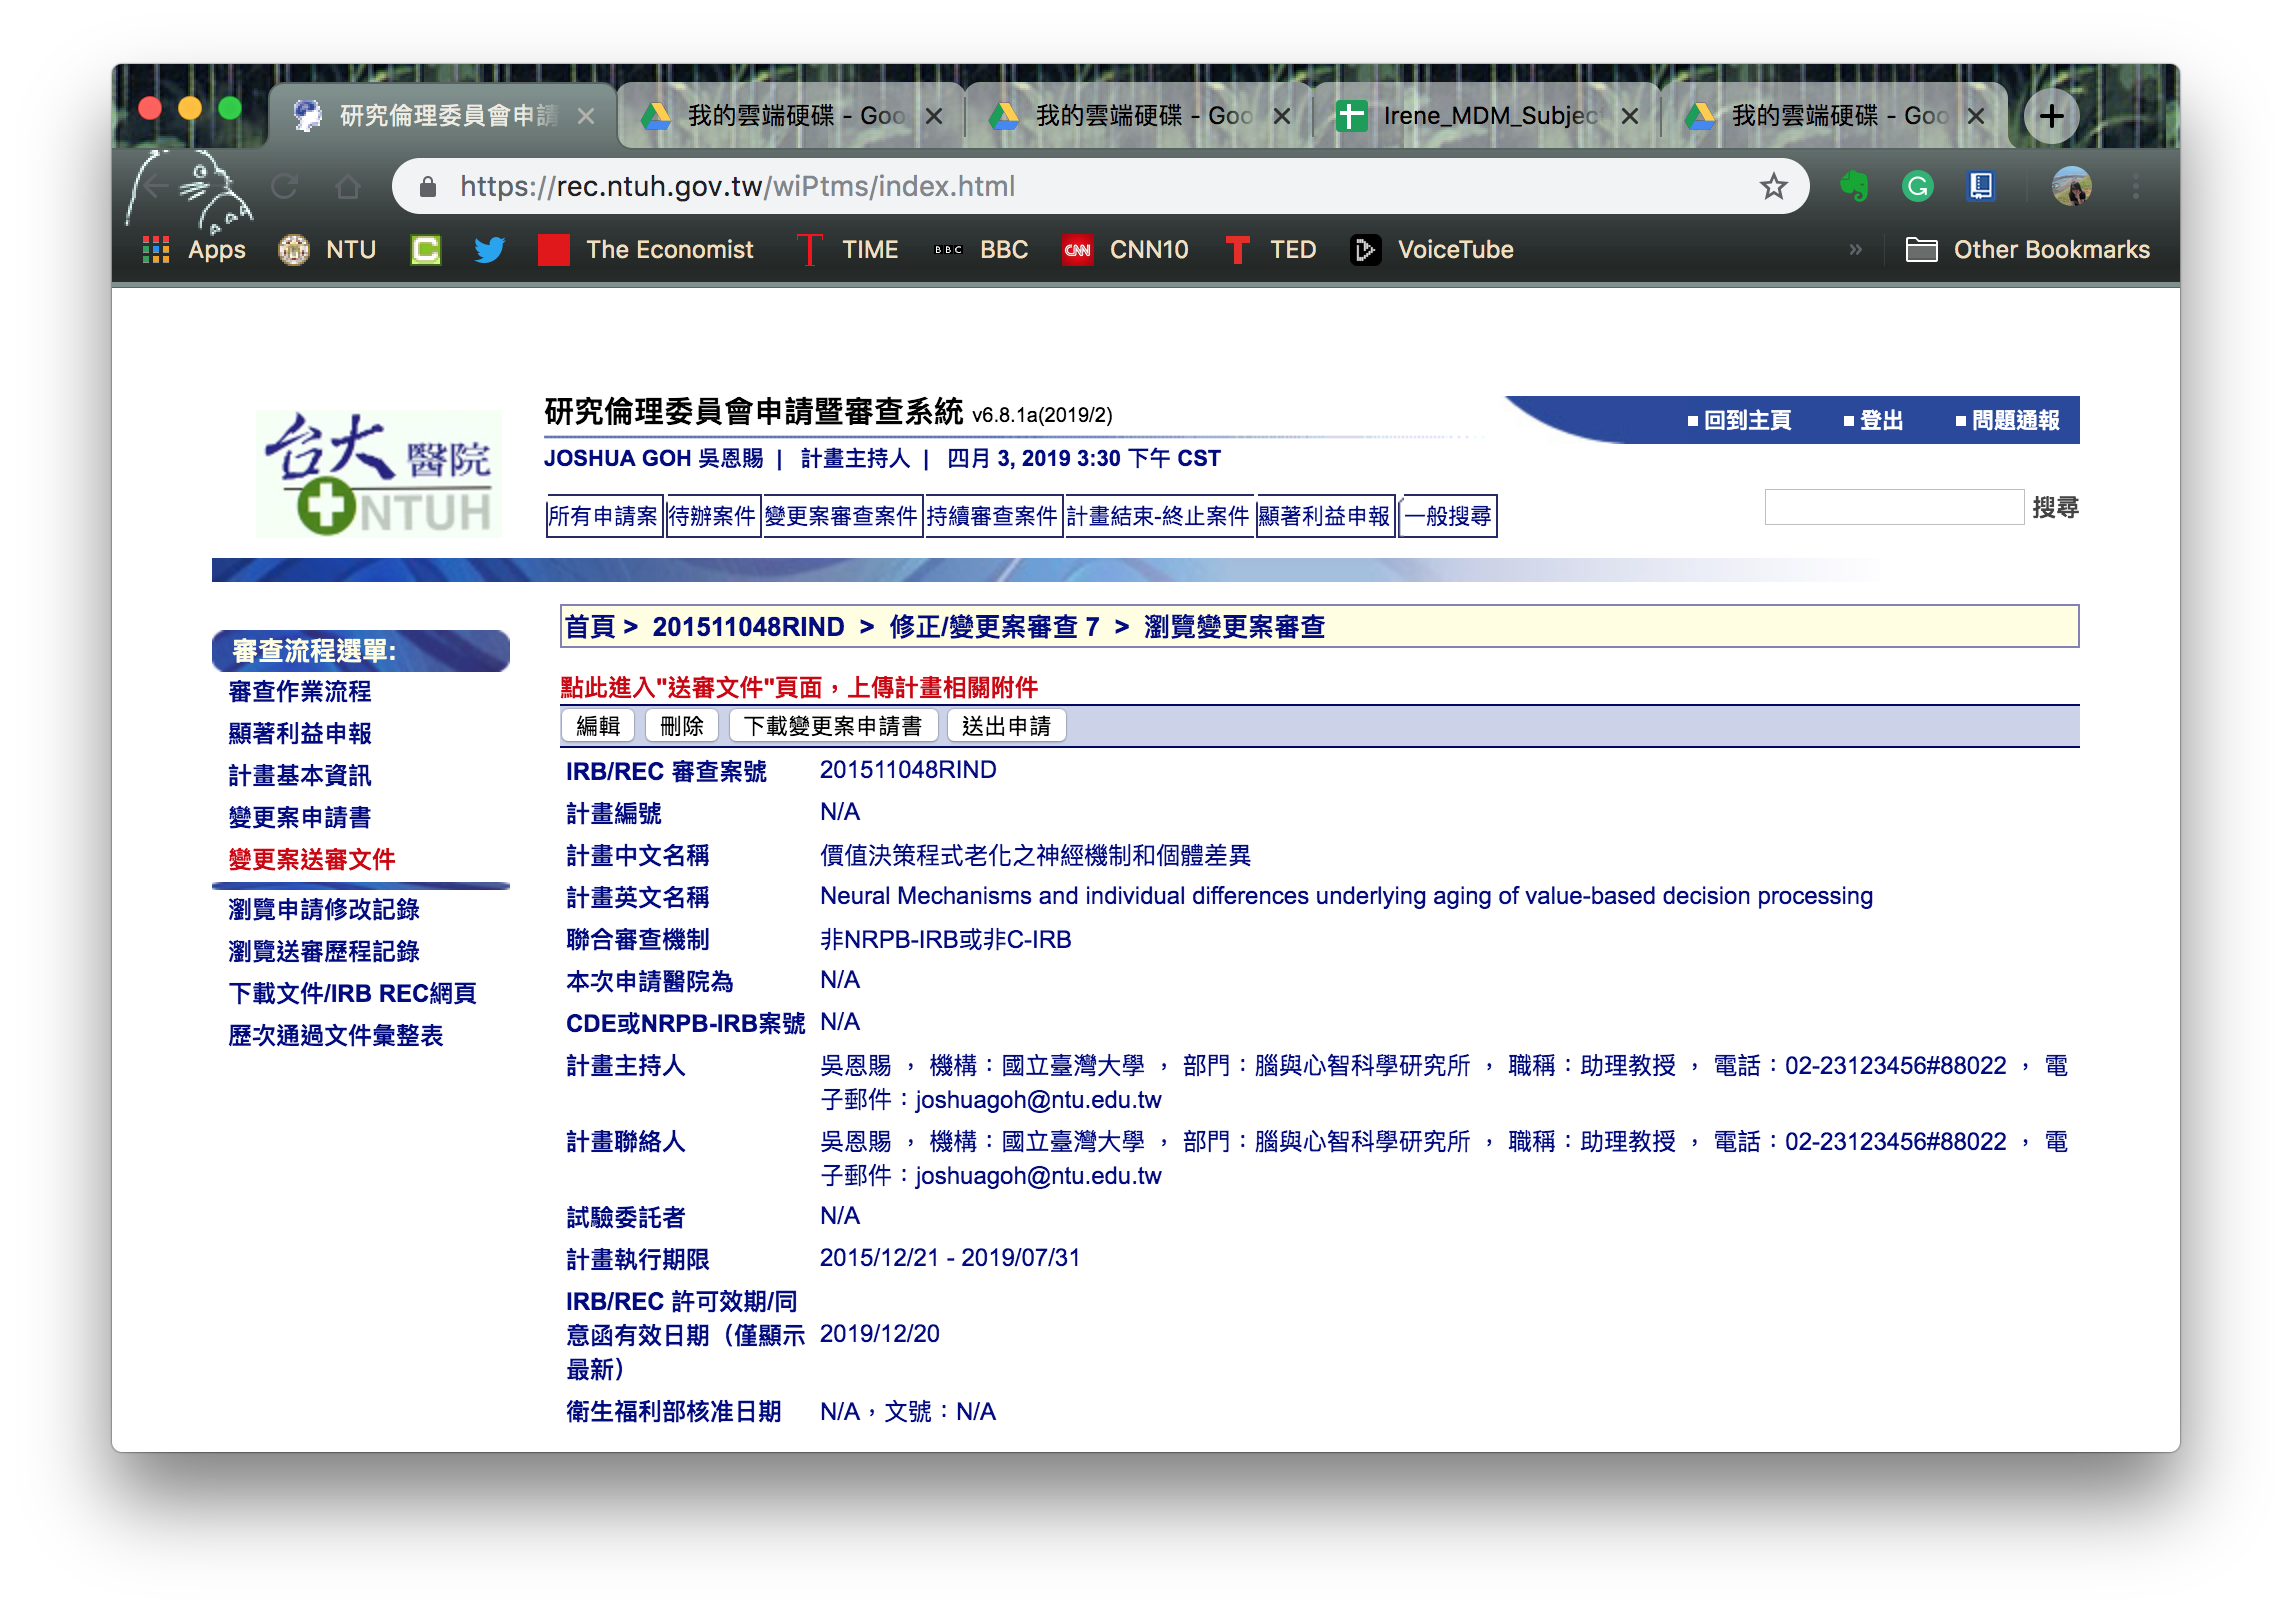 研究倫理委員會申請
我的雲端硬碟 - Goo
我的雲端硬碟 - Goo
Irene_MDM_Subjec
我的雲端硬碟 - Goo
https://rec.ntuh.gov.tw/wiPtms/index.html
Apps NTU The Economist TIME BBC BBC CNN CNN10 TED VoiceTube » Other Bookmarks
台大醫院
NTUH
研究倫理委員會申請暨審查系統 v6.8.1a(2019/2)
■回到主頁 ■登出 ■問題通報
JOSHUA GOH 吳恩賜 | 計畫主持人 | 四月 3, 2019 3:30 下午 CST
所有申請案 待辦案件 變更案審查案件 持續審查案件 計畫結束-終止案件 顯著利益申報 一般搜尋
搜尋
審查流程選單:
審查作業流程
顯著利益申報
計畫基本資訊
變更案申請書
變更案送審文件
瀏覽申請修改記錄
瀏覽送審歷程記錄
下載文件/IRB REC網頁
歷次通過文件彙整表
首頁 > 201511048RIND > 修正/變更案審查 7 > 瀏覽變更案審查
點此進入"送審文件"頁面，上傳計畫相關附件
編輯 刪除 下載變更案申請書 送出申請
IRB/REC 審查案號 201511048RIND
計畫編號 N/A
計畫中文名稱 價值決策程式老化之神經機制和個體差異
計畫英文名稱 Neural Mechanisms and individual differences underlying aging of value-based decision processing
聯合審查機制 非NRPB-IRB或非C-IRB
本次申請醫院為 N/A
CDE或NRPB-IRB案號 N/A
計畫主持人 吳恩賜 ， 機構：國立臺灣大學 ， 部門：腦與心智科學研究所 ， 職稱：助理教授 ， 電話：02-23123456#88022 ， 電
子郵件：joshuagoh@ntu.edu.tw
計畫聯絡人 吳恩賜 ， 機構：國立臺灣大學 ， 部門：腦與心智科學研究所 ， 職稱：助理教授 ， 電話：02-23123456#88022 ， 電
子郵件：joshuagoh@ntu.edu.tw
試驗委託者 N/A
計畫執行期限 2015/12/21 - 2019/07/31
IRB/REC 許可效期/同
意函有效日期（僅顯示 2019/12/20
最新）
衛生福利部核准日期 N/A，文號：N/A